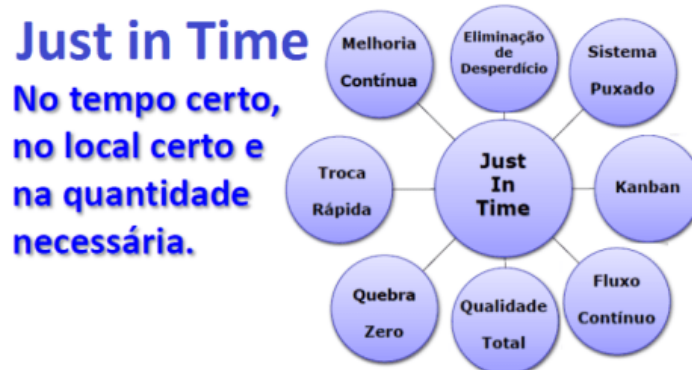 Just in Time
No tempo certo,
no local certo e
na quantidade
necessária.
Melhoria
Contínua
Eliminação
de
Desperdício
Sistema
Puxado
Troca
Rápida
Just
In
Time
Kanban
Quebra
Zero
Qualidade
Total
Fluxo
Contínuo